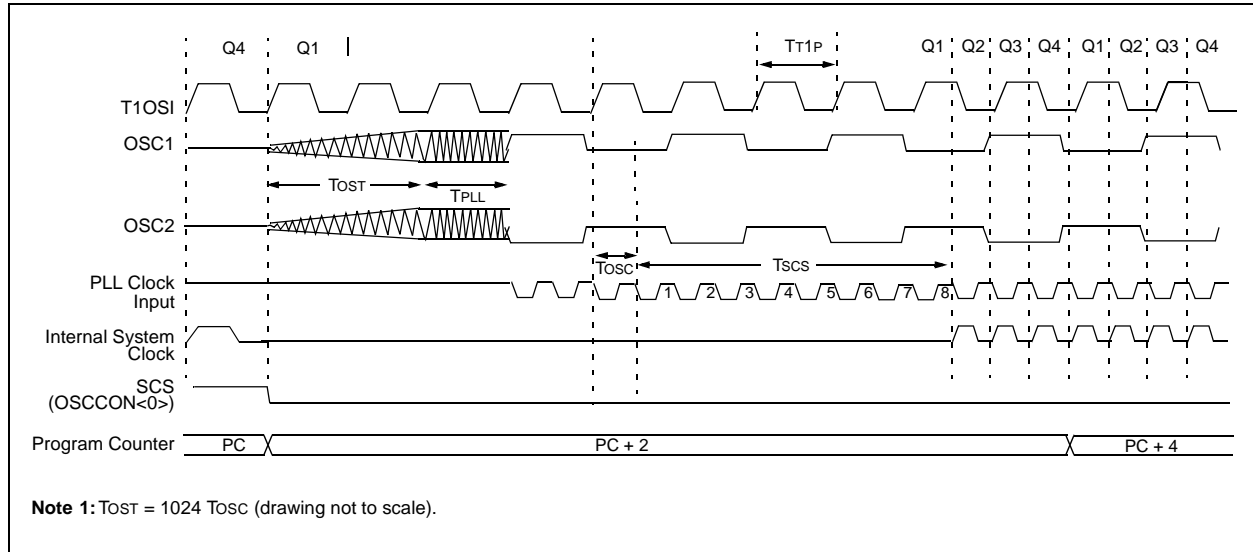 Q4 Q1 TT1P Q1 Q2 Q3 Q4 Q1 Q2 Q3 Q4
T1OSI
OSC1
TOST
TPLL
OSC2
TOSC TSCS
PLL Clock
Input
1 2 3 4 5 6 7 8
Internal System
Clock
SCS
(OSCCON<0>)
Program Counter PC PC + 2 PC + 4
Note 1: TOST = 1024 TOSC (drawing not to scale).